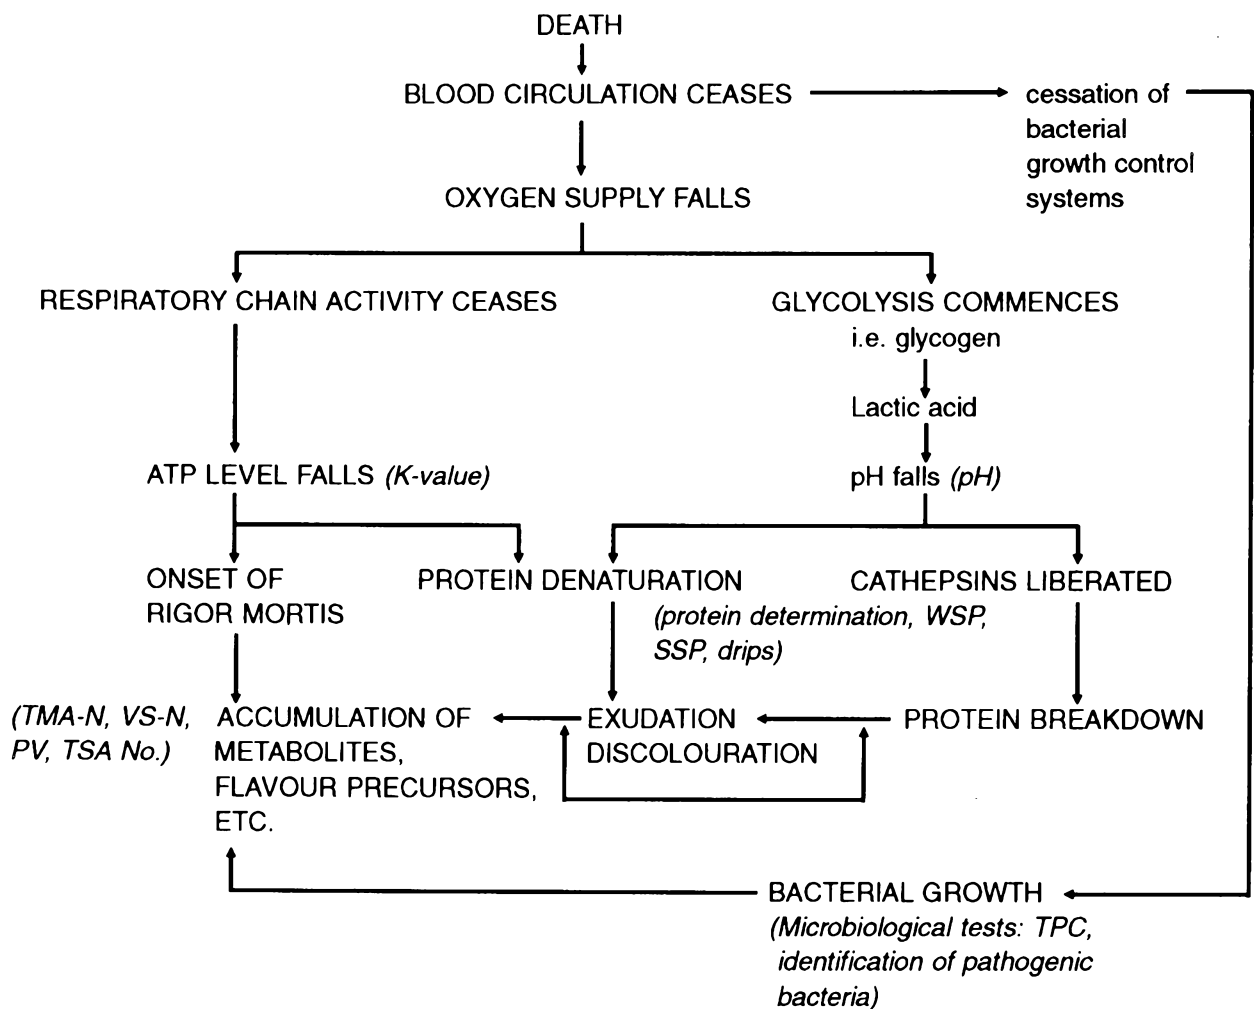 DEATH
BLOOD CIRCULATION CEASES
cessation of
bacterial
growth control
systems
OXYGEN SUPPLY FALLS
RESPIRATORY CHAIN ACTIVITY CEASES
GLYCOLYSIS COMMENCES
i.e. glycogen
Lactic acid
ATP LEVEL FALLS (K-value)
pH falls (pH)
ONSET OF
RIGOR MORTIS
PROTEIN DENATURATION
(protein determination, WSP,
SSP, drips)
CATHEPSINS LIBERATED
(TMA-N, VS-N,
PV, TSA No.)
ACCUMULATION OF
METABOLITES,
FLAVOUR PRECURSORS,
ETC.
EXUDATION
DISCOLOURATION
PROTEIN BREAKDOWN
BACTERIAL GROWTH
(Microbiological tests: TPC,
identification of pathogenic
bacteria)